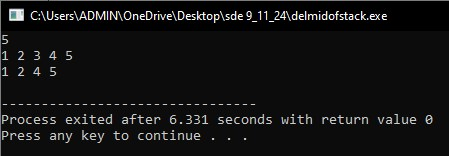 C:\Users\ADMIN\OneDrive\Desktop\sde 9_11_24\delmidofstack.exe
5
1 2 3 4 5
1 2 4 5
--------------------------------
Process exited after 6.331 seconds with return value 0
Press any key to continue . . .